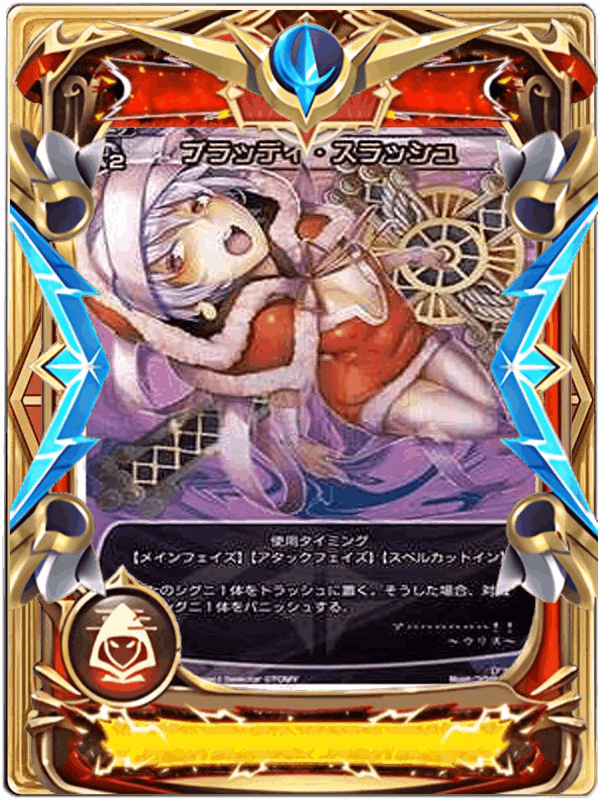 2
ブラッディ・スラッシュ
使用タイミング
【メインフェイズ】【アタックフェイズ】【スペルカットイン】
のシグニ1体をトラッシュに置く。そうした場合、対
シグニ1体をバニッシュする。
～ウリス～
Selector ©TOMY